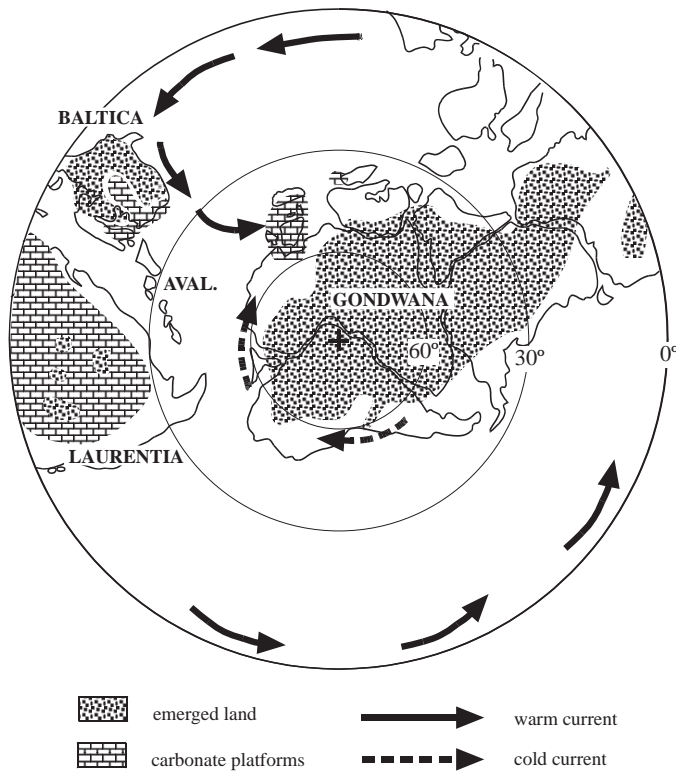 BALTICA
AVAL.
GONDWANA
60º
30º
0º
LAURENTIA
emerged land
warm current
carbonate platforms
cold current